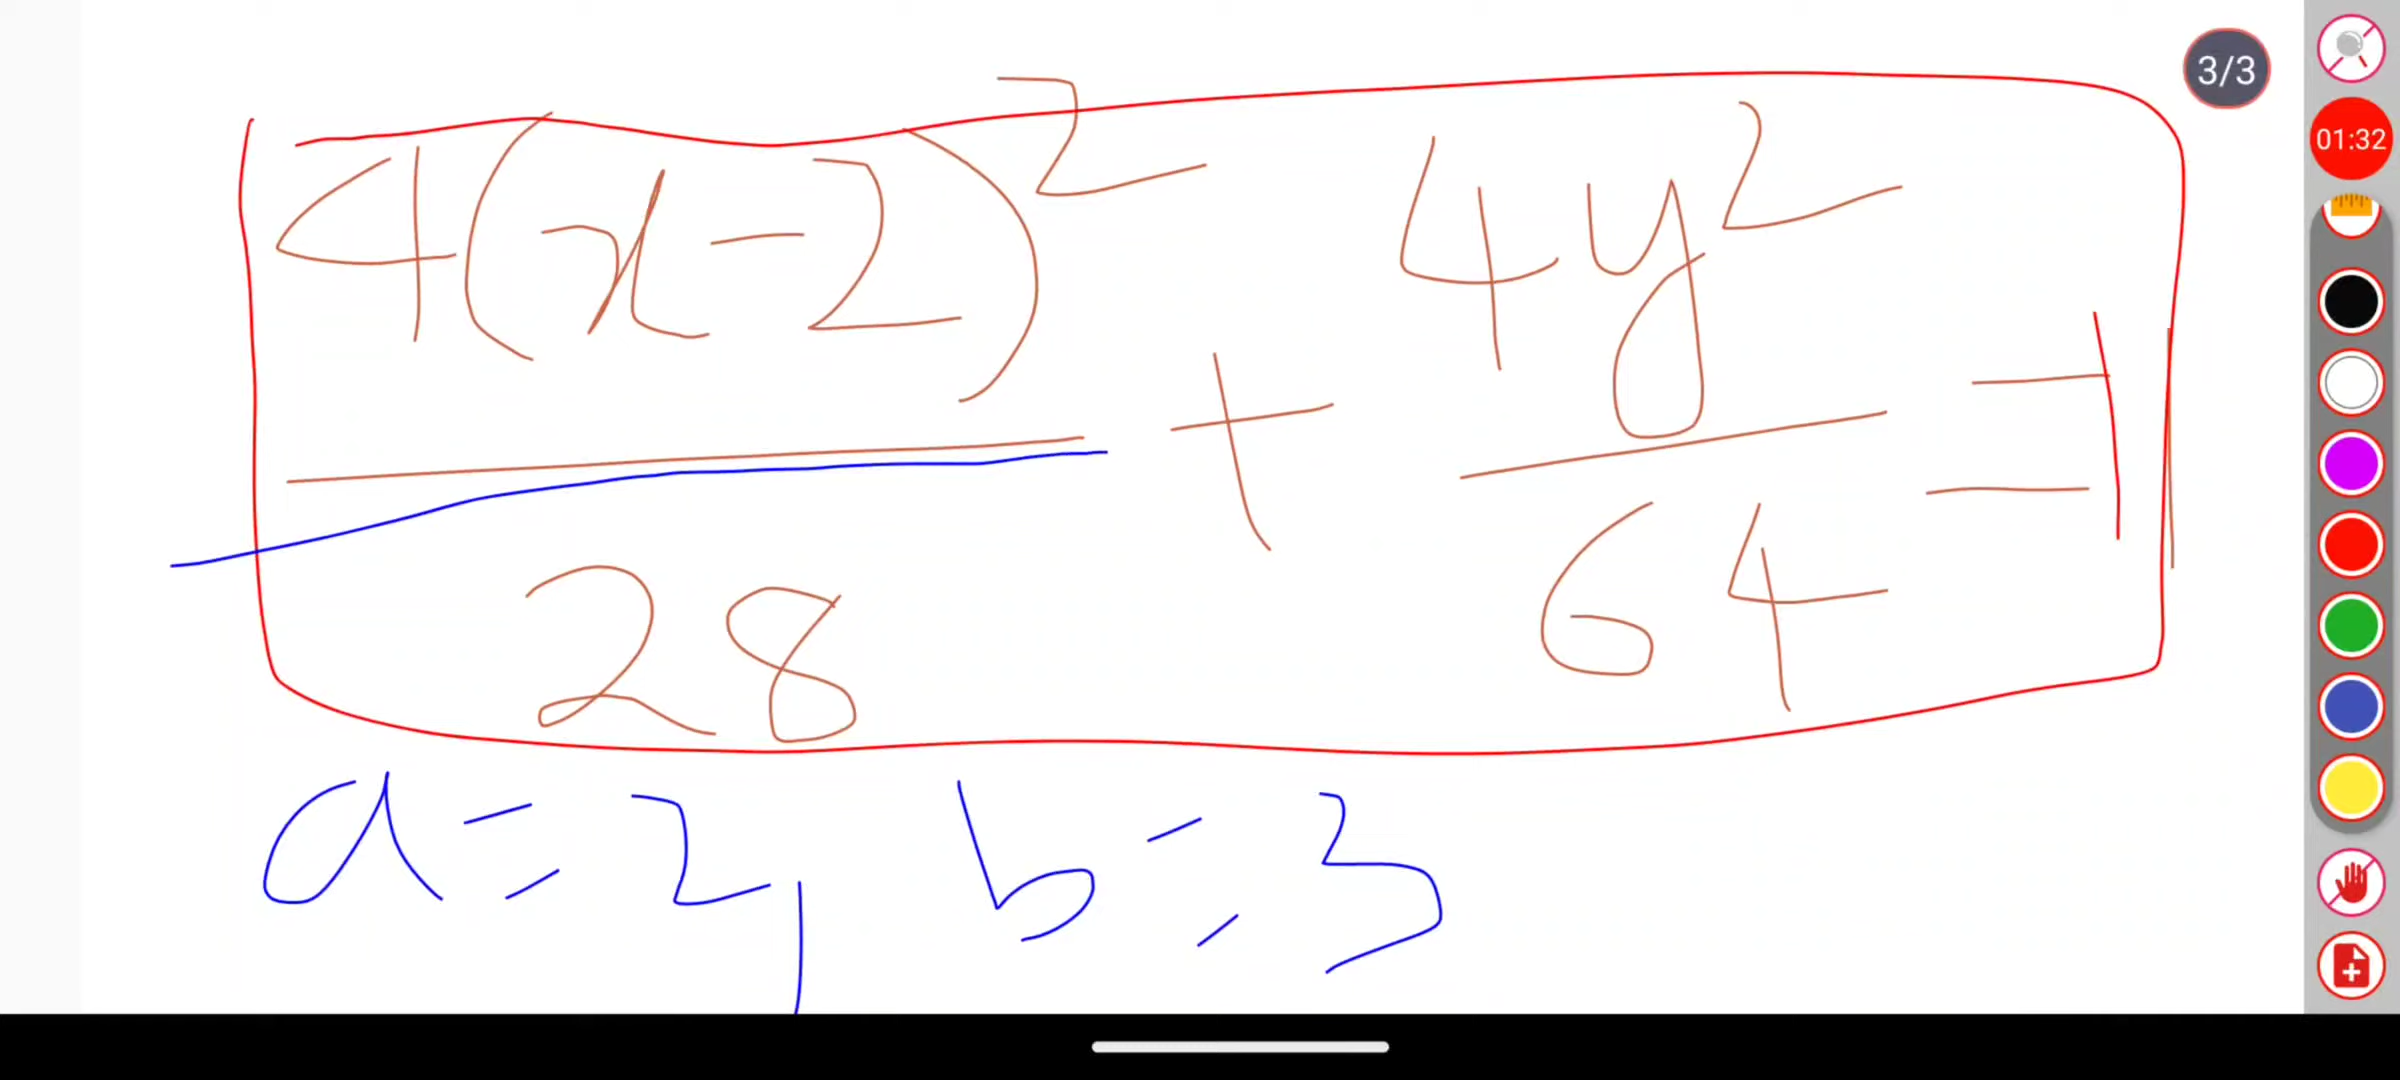 3/3
01:32
4(x-2)² / 28 + 4y² / 64 = 1
a = 2, b = 3